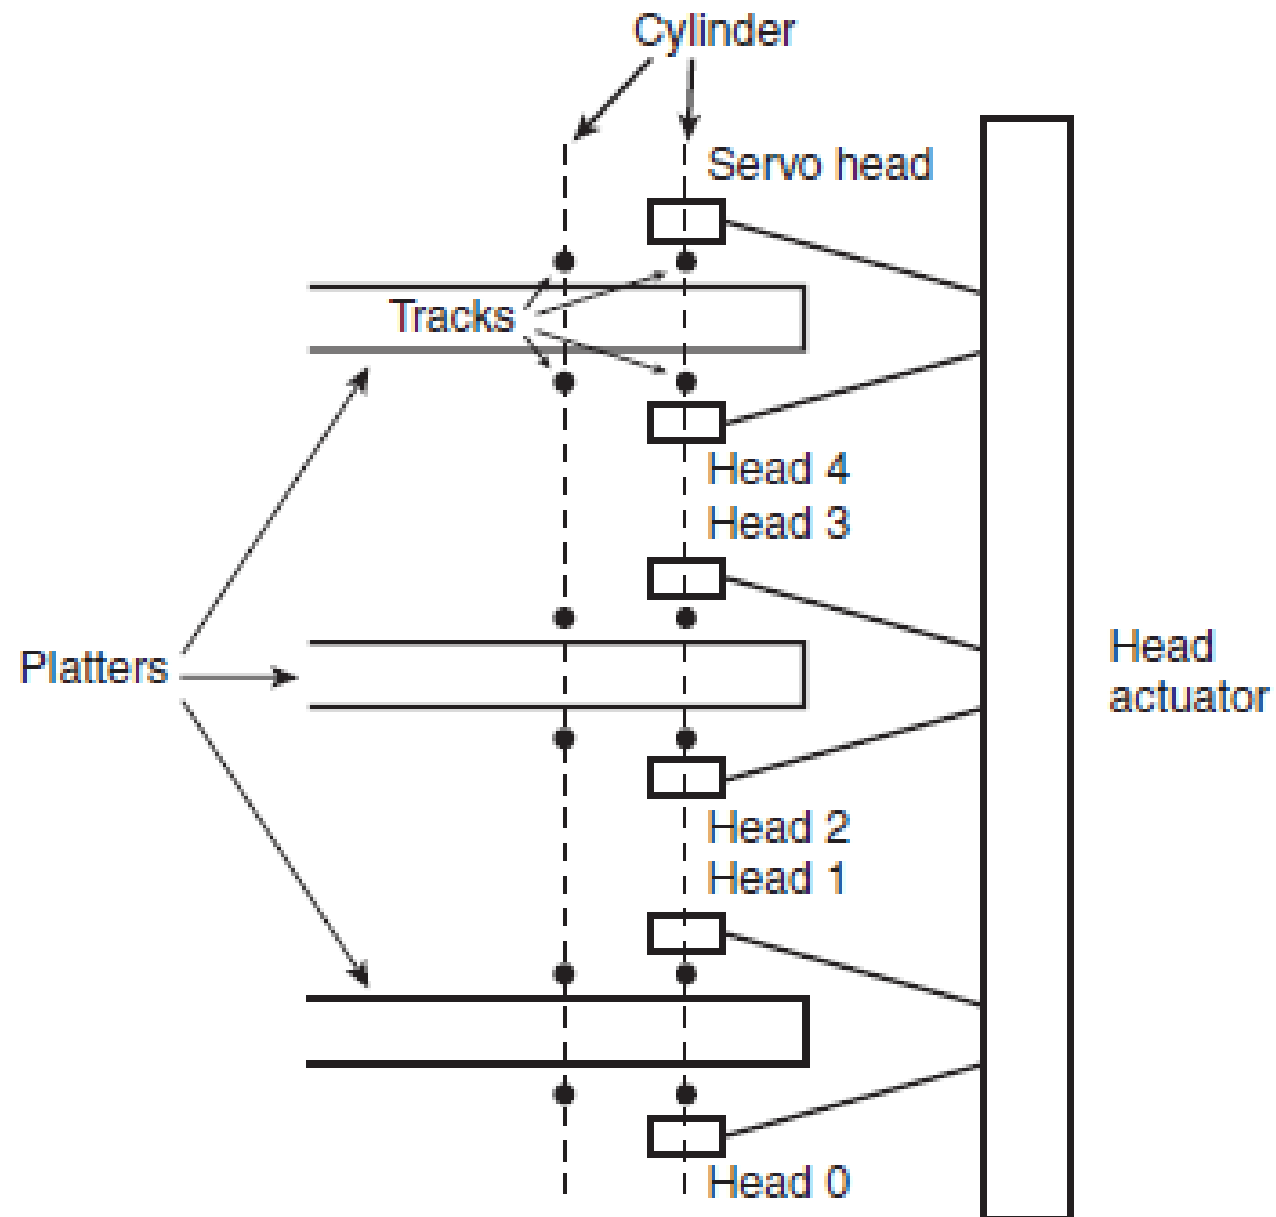 Cylinder
Servo head
Tracks
Head 4
Head 3
Platters
Head
actuator
Head 2
Head 1
Head 0